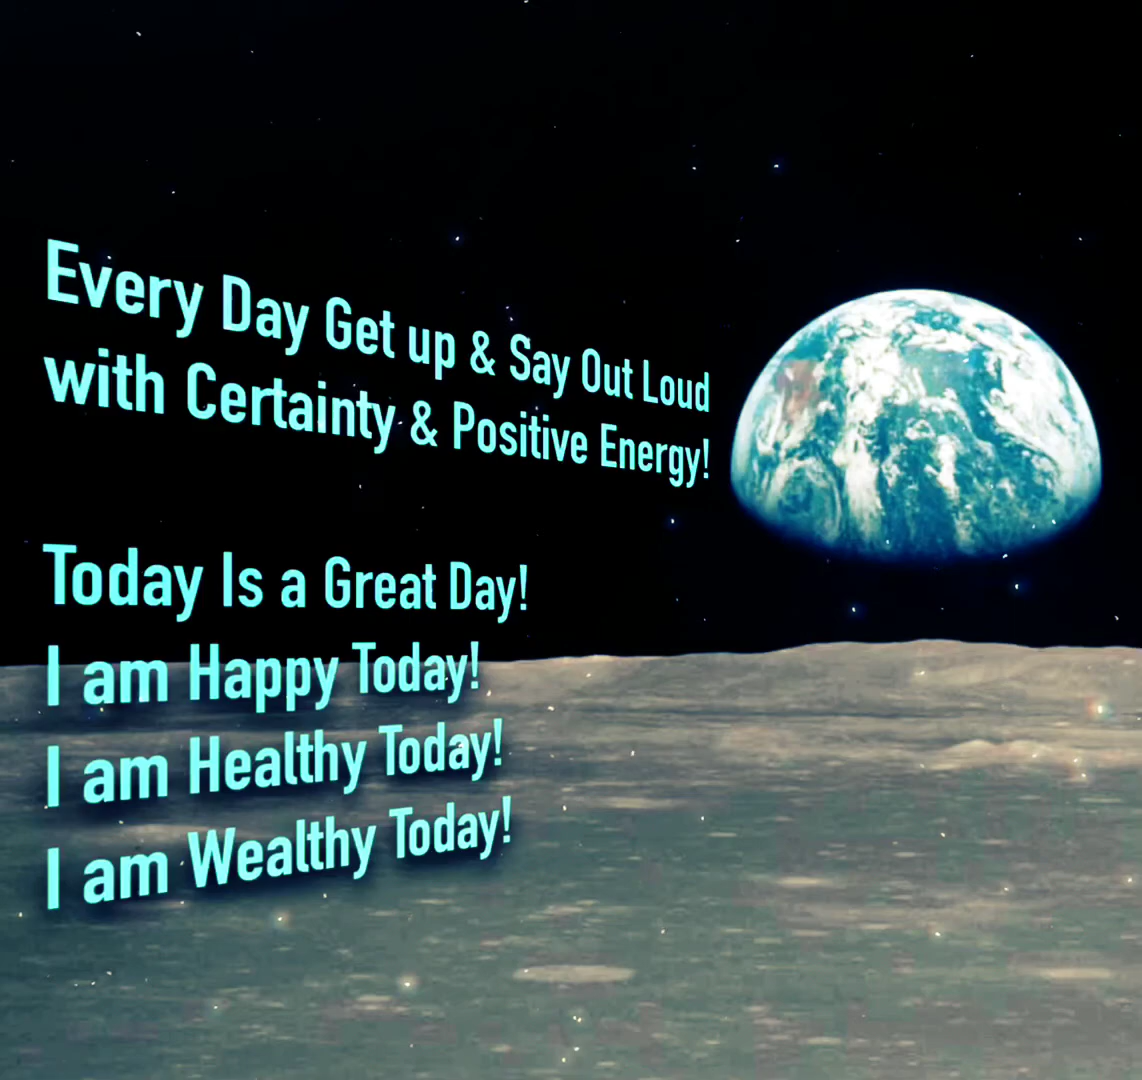 Every Day Get up & Say Out Loud
with Certainty & Positive Energy!
Today Is a Great Day!
I am Happy Today!
I am Healthy Today!
I am Wealthy Today!